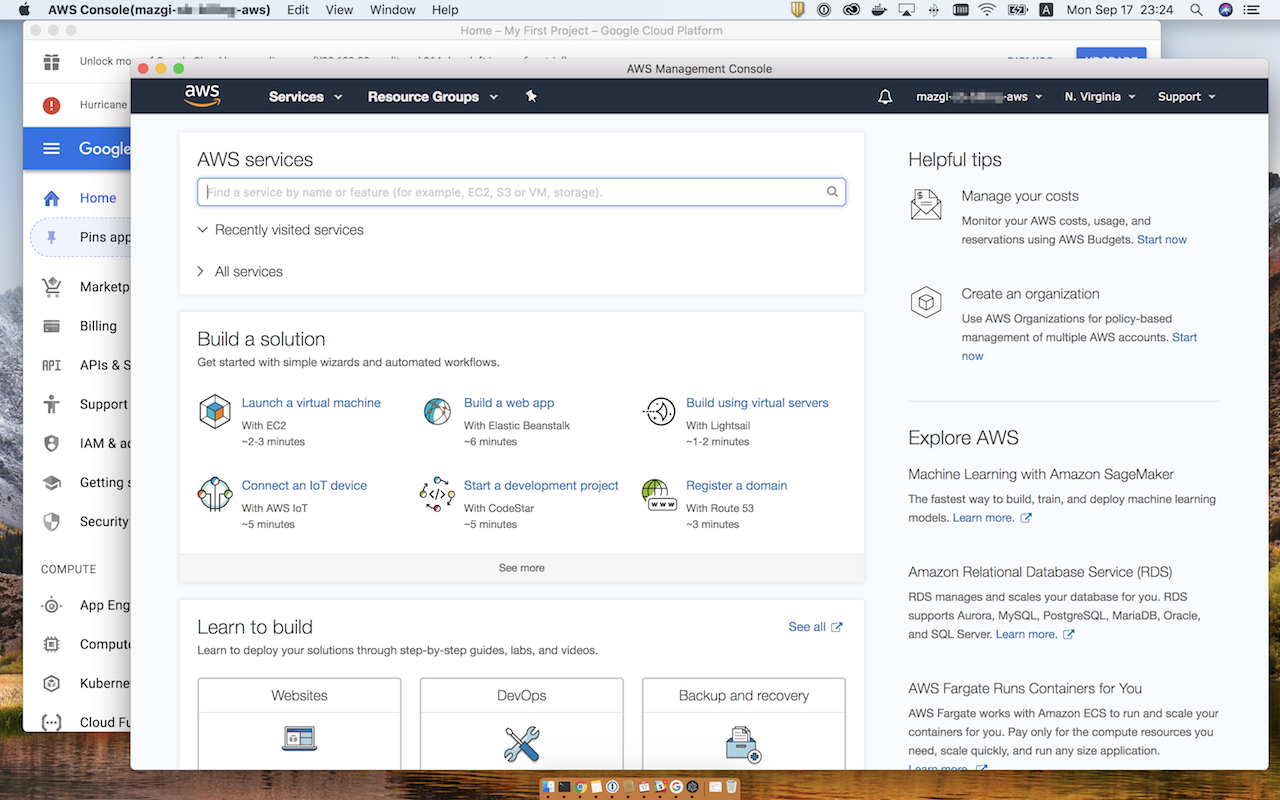 AWS Console(mazgi- -aws) Edit View Window Help
Mon Sep 17 23:24
Home – My First Project – Google Cloud Platform
Unlock
Hurricane
Google
Home
Pins
Billing
Support
IAM &
Getting
Security
COMPUTE
App
AWS Management Console
aws Services Resource Groups mazgi- -aws N. Virginia Support
AWS services
Find a service by name or feature (for example, EC2, S3 or VM, storage).
Recently visited services
All services
Build a solution
Get started with simple wizards and automated workflows.
Launch a virtual machine
With EC2
~2-3 minutes
Build a web app
With Elastic Beanstalk
~6 minutes
Build using virtual servers
With Lightsail
~1-2 minutes
Connect an IoT device
With AWS IoT
~5 minutes
Start a development project
With CodeStar
~5 minutes
Register a domain
With Route 53
~3 minutes
See more
Learn to build
See all
Learn to deploy your solutions through step-by-step guides, labs, and videos.
Websites
DevOps
Backup and recovery
Helpful tips
Manage your costs
Monitor your AWS costs, usage, and
reservations using AWS Budgets. Start now
Create an organization
Use AWS Organizations for policy-based
management of multiple AWS accounts. Start
now
Explore AWS
Machine Learning with Amazon SageMaker
The fastest way to build, train, and deploy machine learning
models. Learn more.
Amazon Relational Database Service (RDS)
RDS manages and scales your database for you. RDS
supports Aurora, MySQL, PostgreSQL, MariaDB, Oracle,
and SQL Server. Learn more.
AWS Fargate Runs Containers for You
AWS Fargate works with Amazon ECS to run and scale your
containers for you. Pay only for the compute resources you
need, scale quickly, and run any size application.
Learn more.